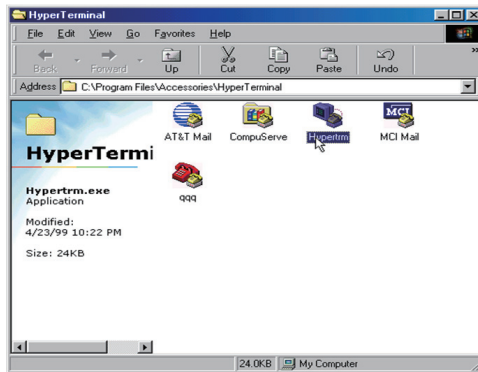 HyperTerminal
File Edit View Go Favorites Help
Back Forward Up Cut Copy Paste Undo »
Address C:\Program Files\Accessories\HyperTerminal
AT&T Mail CompuServe Hypertrm MCI Mail
MCI
qqq
HyperTermi
Hypertrm.exe
Application
Modified:
4/23/99 10:22 PM
Size: 24KB
24.0KB My Computer